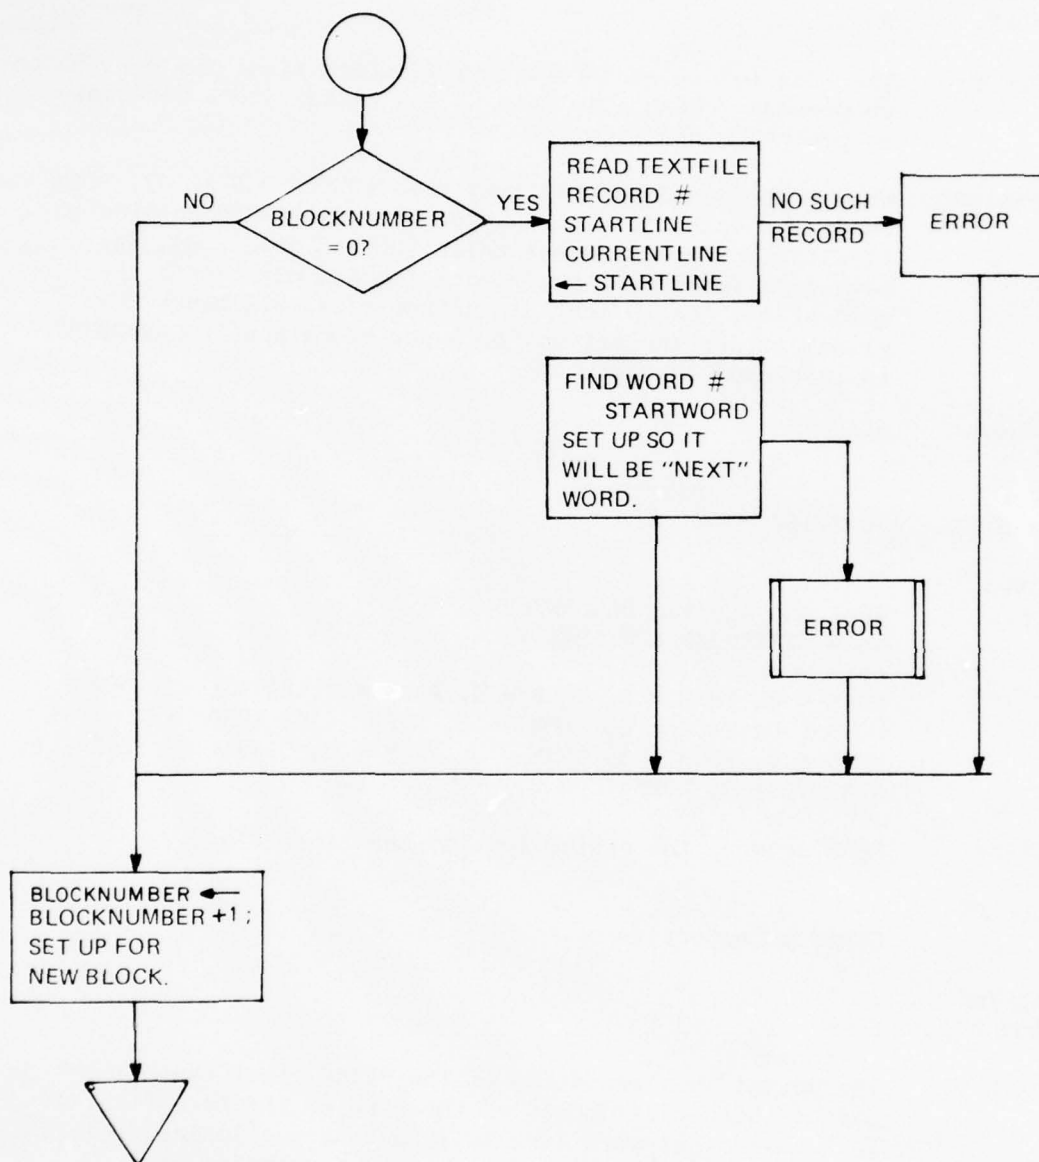 NO
BLOCKNUMBER
= 0?
YES
READ TEXTFILE
RECORD #
STARTLINE
CURRENTLINE
← STARTLINE
NO SUCH
RECORD
ERROR
FIND WORD #
STARTWORD
SET UP SO IT
WILL BE "NEXT"
WORD.
ERROR
BLOCKNUMBER ←
BLOCKNUMBER +1 ;
SET UP FOR
NEW BLOCK.